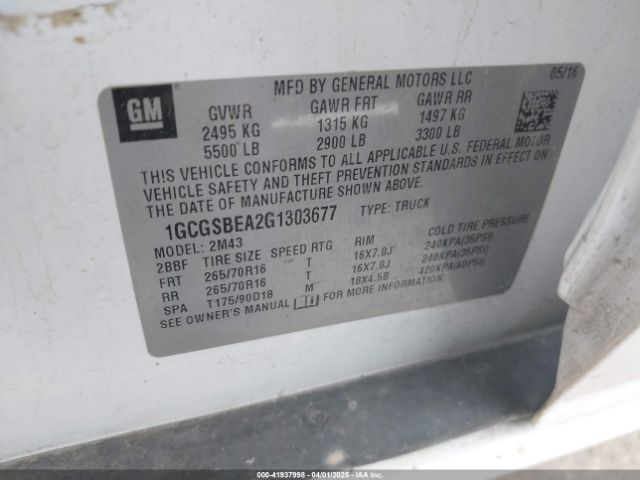 MFD BY GENERAL MOTORS LLC 05/16
GM
GVWR GAWR FRT GAWR RR
2495 KG 1315 KG 1497 KG
5500 LB 2900 LB 3300 LB
THIS VEHICLE CONFORMS TO ALL APPLICABLE U.S. FEDERAL MOTOR
VEHICLE SAFETY AND THEFT PREVENTION STANDARDS IN EFFECT ON
THE DATE OF MANUFACTURE SHOWN ABOVE.
1GCGSBEA2G1303677 TYPE: TRUCK
MODEL: 2M43
2BBF TIRE SIZE SPEED RTG RIM COLD TIRE PRESSURE
FRT 265/70R16 T 16X7.0J 240KPA(35PSI)
RR 265/70R16 T 16X7.0J 240KPA(35PSI)
SPA T175/90D18 M 18X4.5B 420KPA(60PSI)
SEE OWNER'S MANUAL FOR MORE INFORMATION.
000-41937998 - 04/01/2025 - IAAI.COM